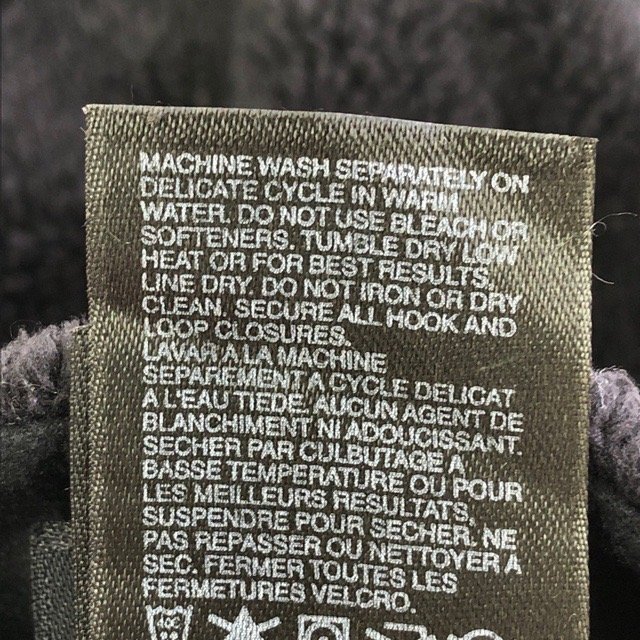 MACHINE WASH SEPARATELY ON
DELICATE CYCLE IN WARM
WATER. DO NOT USE BLEACH OR
SOFTENERS. TUMBLE DRY LOW
HEAT OR FOR BEST RESULTS,
LINE DRY. DO NOT IRON OR DRY
CLEAN. SECURE ALL HOOK AND
LOOP CLOSURES.
LAVAR A LA MACHINE
SEPAREMENT A CYCLE DELICAT
A L'EAU TIEDE. AUCUN AGENT DE
BLANCHIMENT NI ADOUCISSANT.
SECHER PAR CULBUTAGE A
BASSE TEMPERATURE OU POUR
LES MEILLEURS RESULTATS,
SUSPENDRE POUR SECHER. NE
PAS REPASSER OU NETTOYER A
SEC. FERMER TOUTES LES
FERMETURES VELCRO.